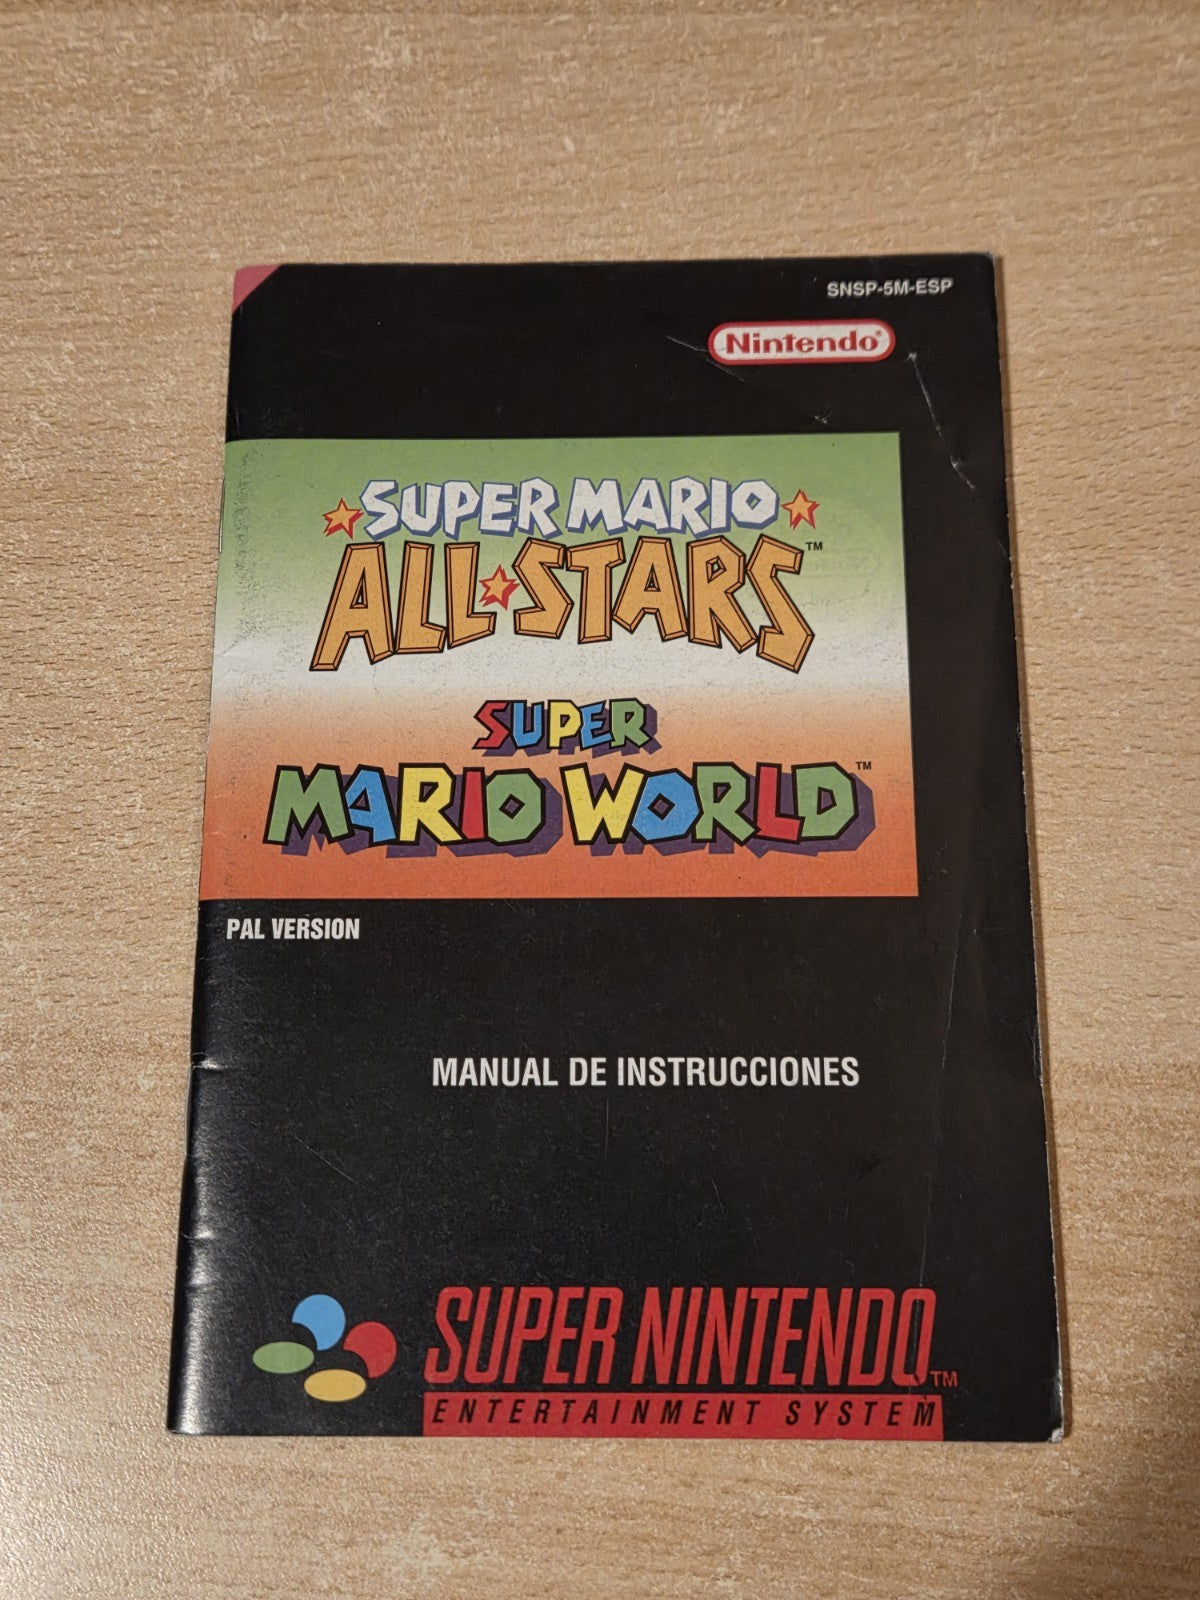 SNSP-5M-ESP
Nintendo®
SUPER MARIO
ALL·STARS™
SUPER
MARIO WORLD™
PAL VERSION
MANUAL DE INSTRUCCIONES
SUPER NINTENDO™
ENTERTAINMENT SYSTEM